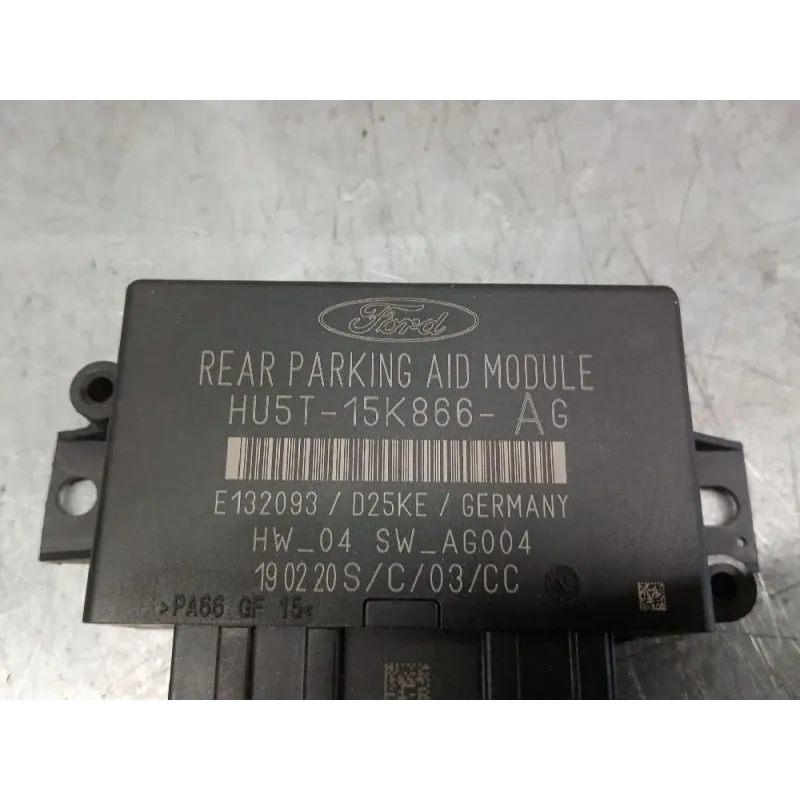 Ford
REAR PARKING AID MODULE
HU5T-15K866-AG
E132093/D25KE/GERMANY
HW_04 SW_AG004
190220S/C/03/CC
>PA66 GF 15<